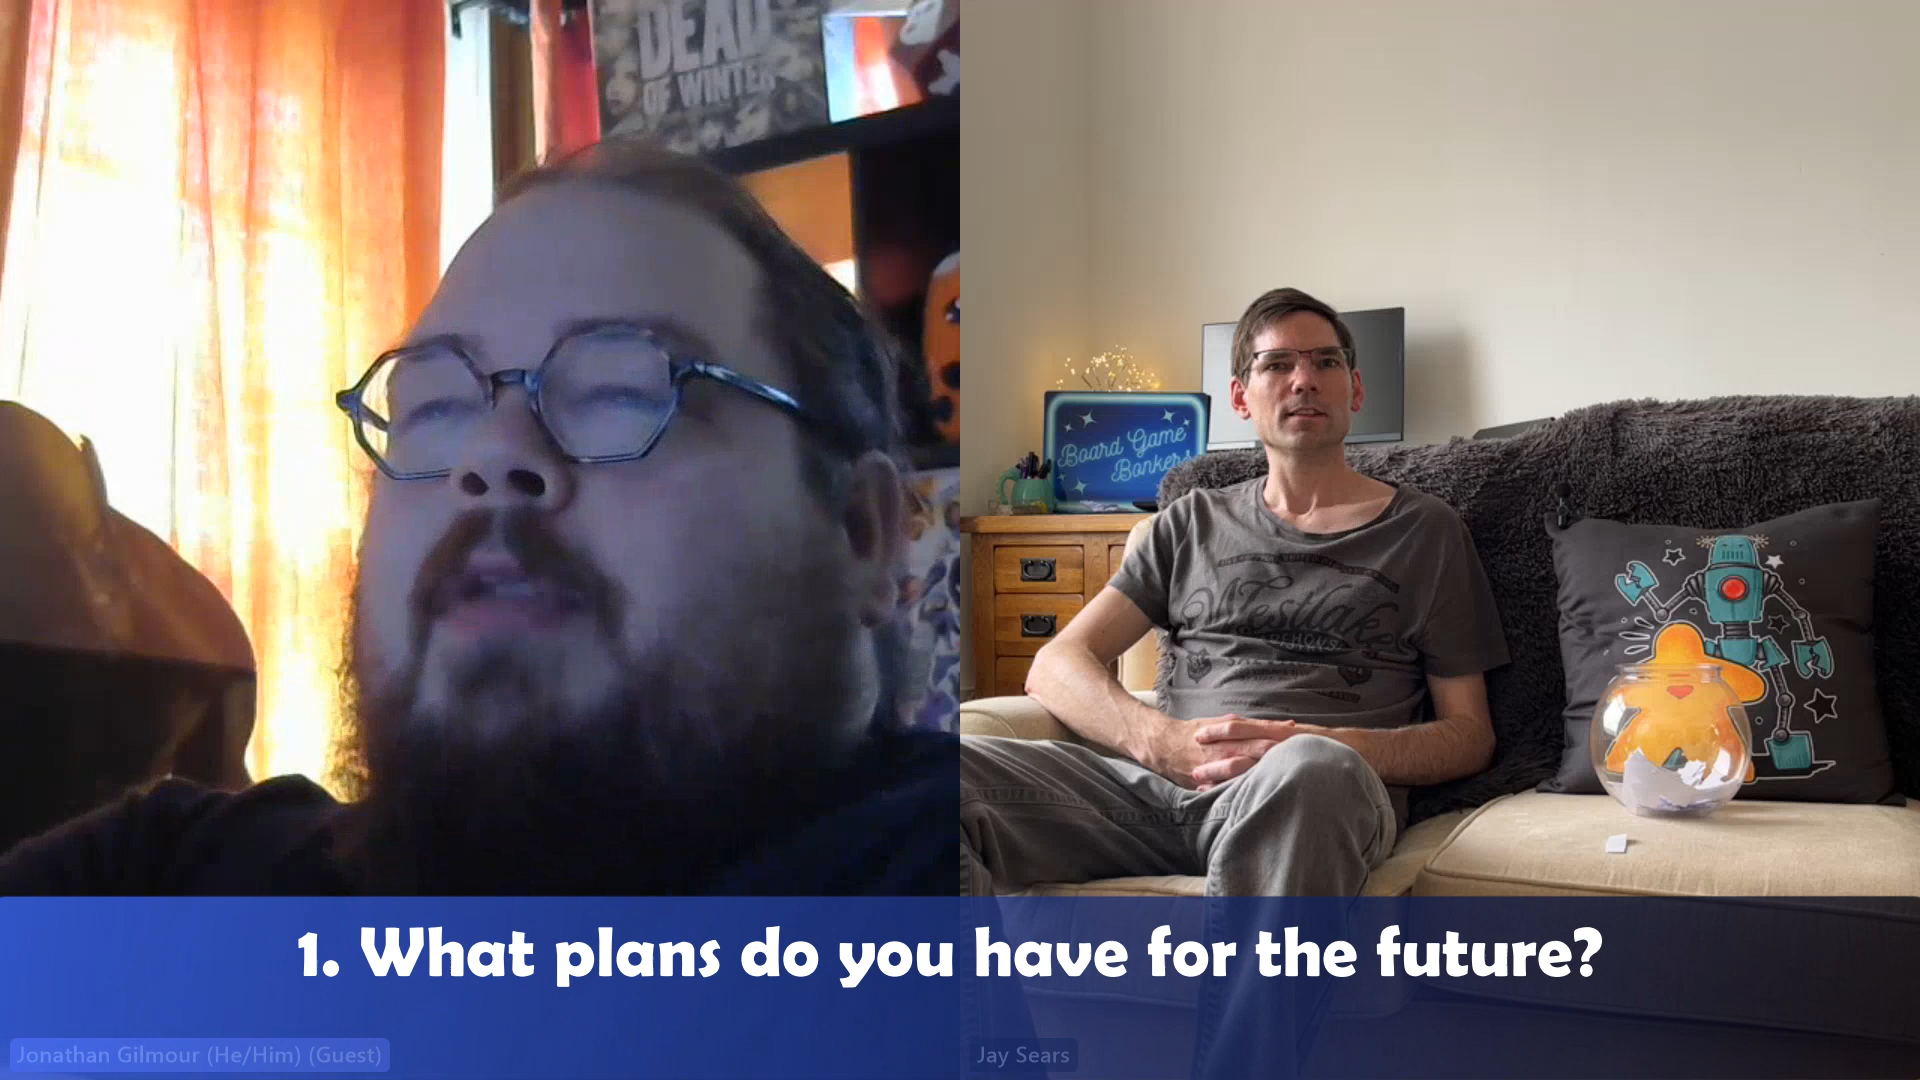 DEAD
OF WINTER
Board Game
Bonkers
Westlake
1. What plans do you have for the future?
Jonathan Gilmour (He/Him) (Guest)
Jay Sears